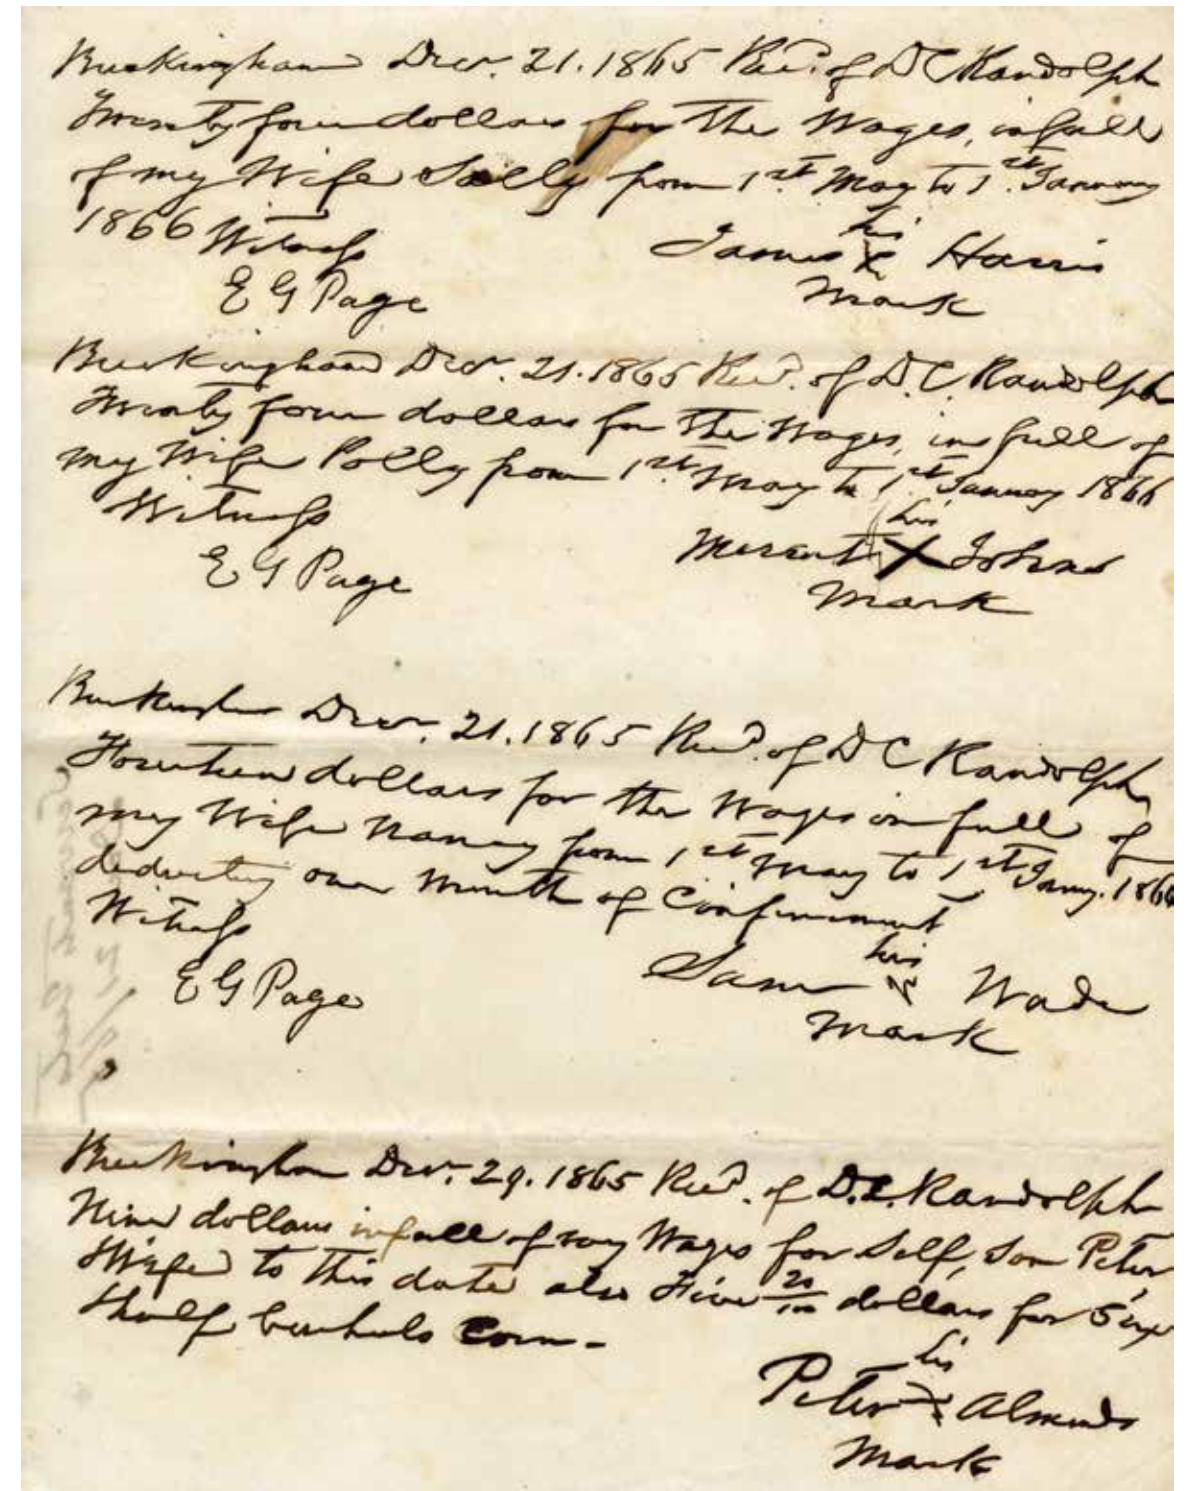 Buckingham Decr. 21. 1865 Recd. of D C Randolph
Twenty four dollars for the Wages, in full
of my Wife Sally from 1st May to 1st January
1866 Witness
his
James X Harris
mark
E G Page
Buckingham Decr. 21. 1865 Recd. of D. C. Randolph
Twenty four dollars for the Wages, in full of
my Wife Polly from 1st May to 1st January 1866
Witness
his
X Johns
mark
E G Page
Buckingham Decr. 21. 1865 Recd. of D C Randolph
Fourteen dollars for the Wages in full of
my Wife Nancy from 1st May to 1st Jany. 1866
deducting one Month of Confinement
Witness
his
Sam X Wade
mark
E G Page
Buckingham Decr. 29. 1865 Recd. of D. C. Randolph
Nine dollars in full of my Wages for Self, Son Peter
& Wife to this date also Five 20/100 dollars for Six
& half bushels Corn -
his
Peter X Almonds
mark